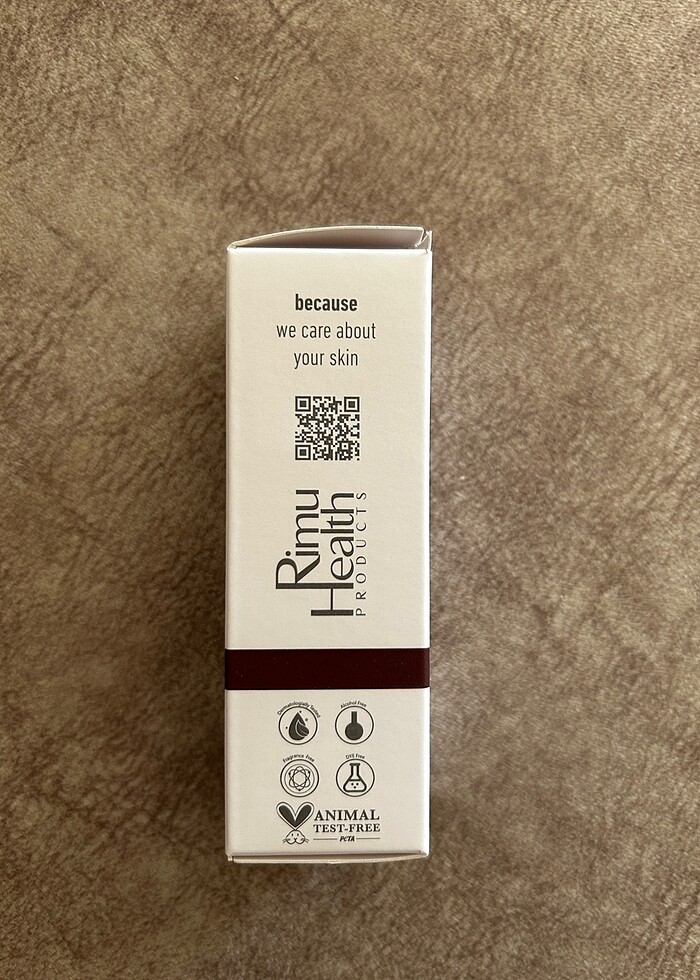 because
we care about
your skin
Rimu
Health
PRODUCTS
Dermatologially Tested
Alcohol Free
Fragrance Free
DYE Free
ANIMAL
TEST-FREE
PETA